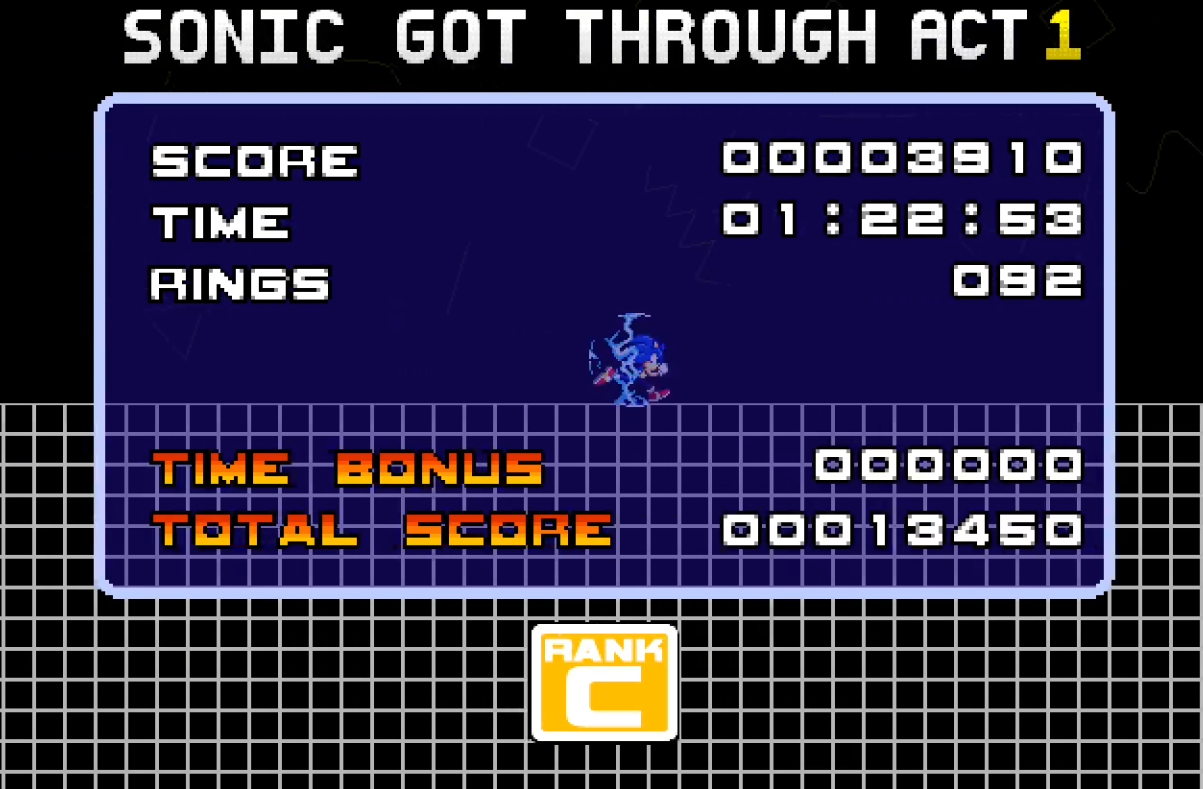 SONIC GOT THROUGH ACT 1
SCORE 00003910
TIME 01:22:53
RINGS 092
TIME BONUS 000000
TOTAL SCORE 00013450
RANK
C